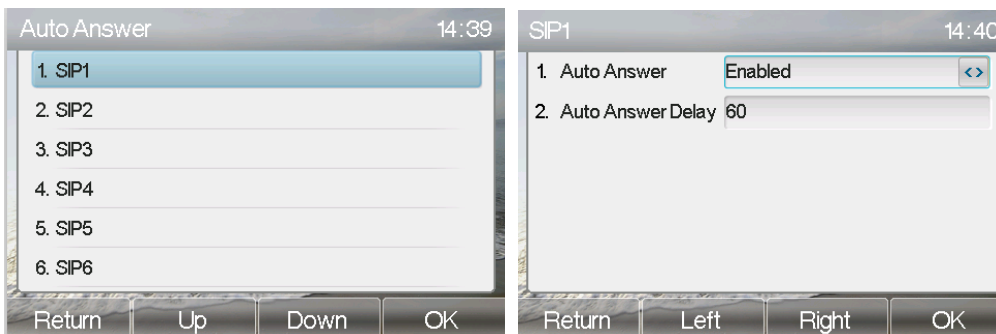 Auto Answer 14:39
1. SIP1
2. SIP2
3. SIP3
4. SIP4
5. SIP5
6. SIP6
Return Up Down OK
SIP1 14:40
1. Auto Answer Enabled <>
2. Auto Answer Delay 60
Return Left Right OK